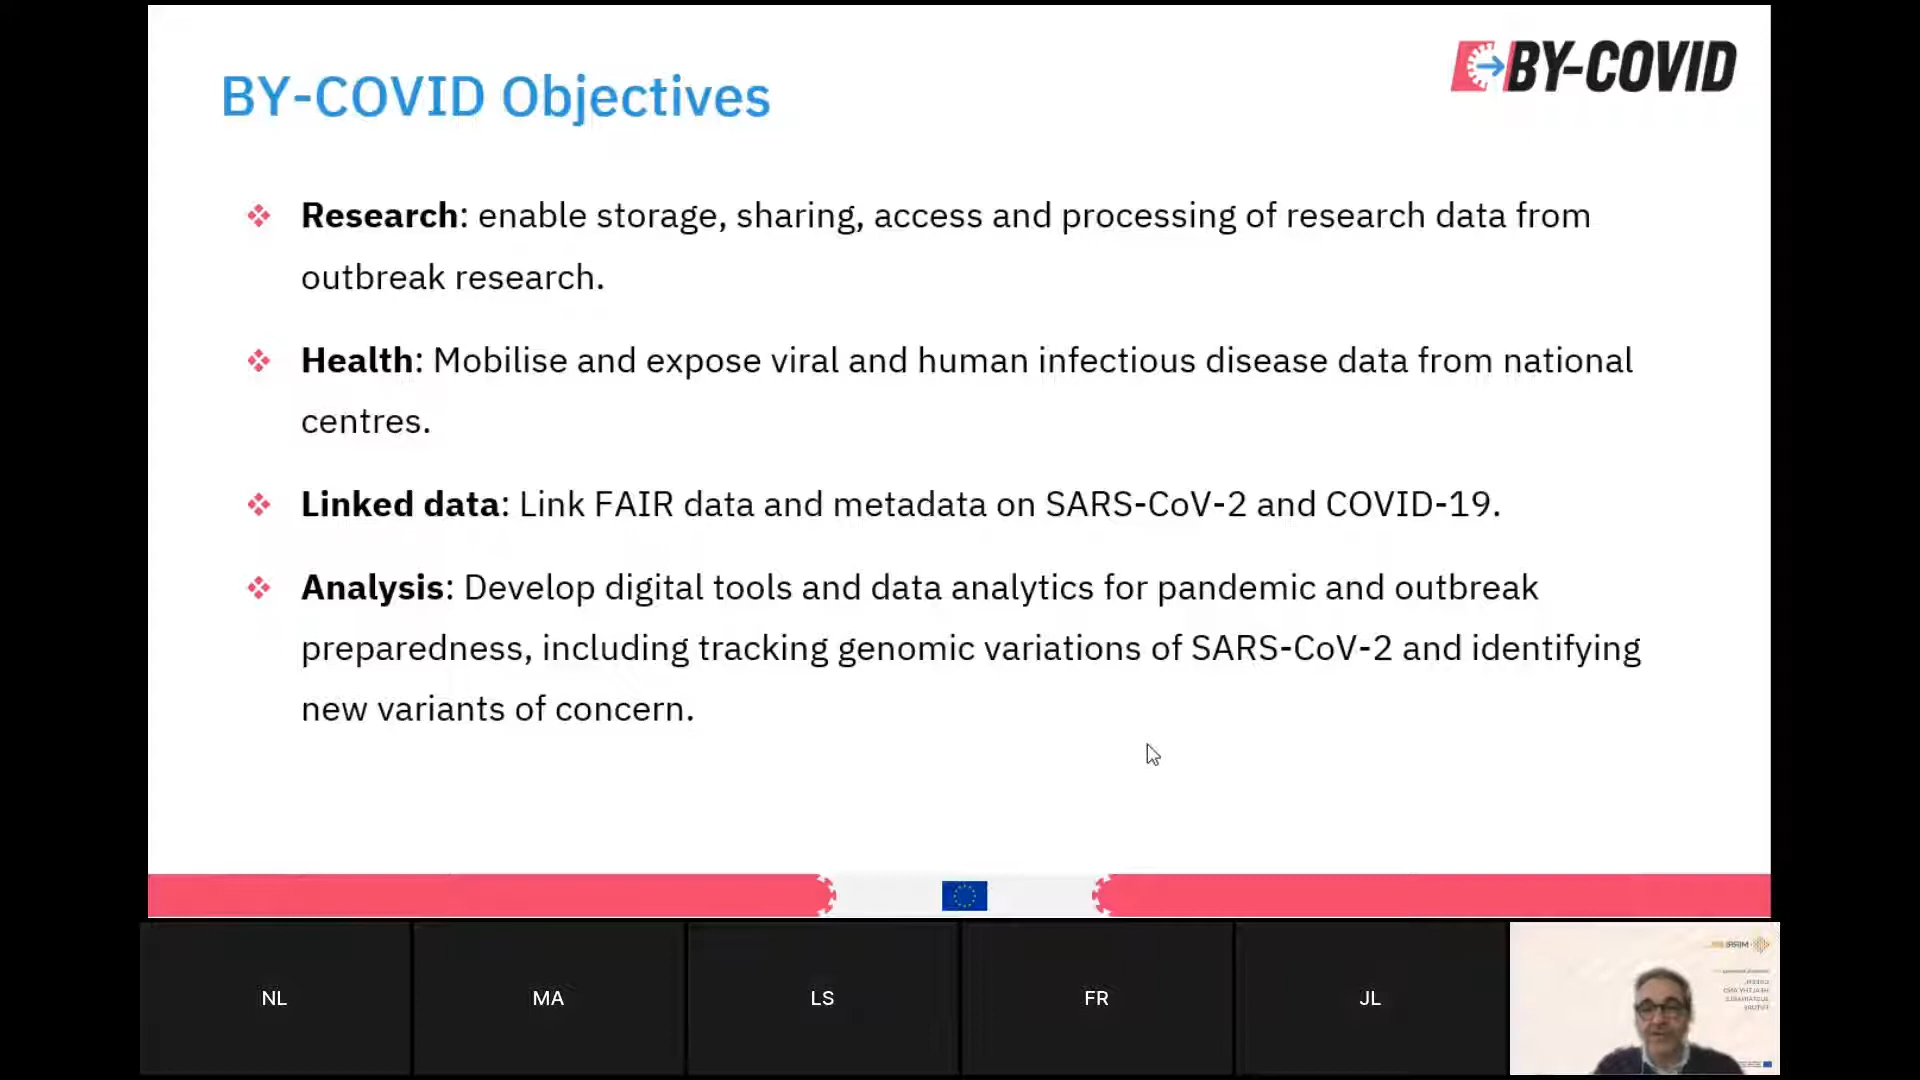 BY-COVID
BY-COVID Objectives
Research: enable storage, sharing, access and processing of research data from
outbreak research.
Health: Mobilise and expose viral and human infectious disease data from national
centres.
Linked data: Link FAIR data and metadata on SARS-CoV-2 and COVID-19.
Analysis: Develop digital tools and data analytics for pandemic and outbreak
preparedness, including tracking genomic variations of SARS-CoV-2 and identifying
new variants of concern.
NL
MA
LS
FR
JL
MIRRI